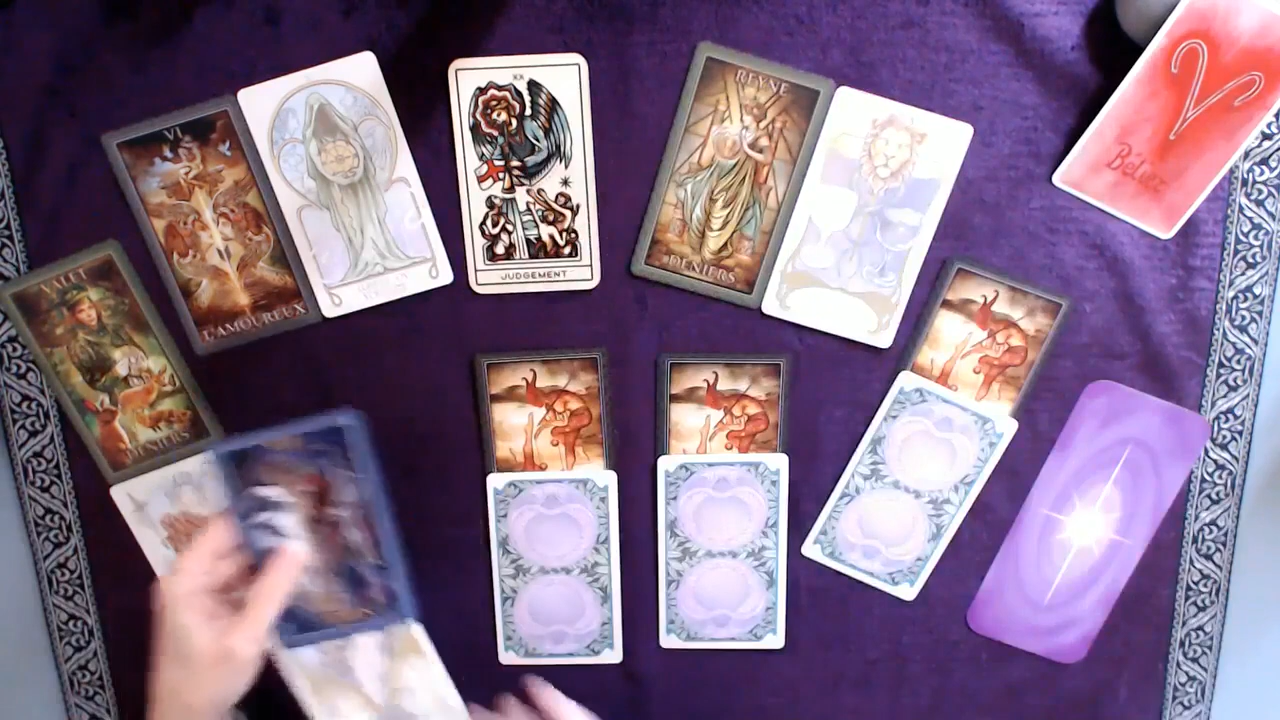 VI
L'AMOUREUX
XX
JUDGEMENT
REYNE
DENIERS
Bélier
VALET
DENIERS